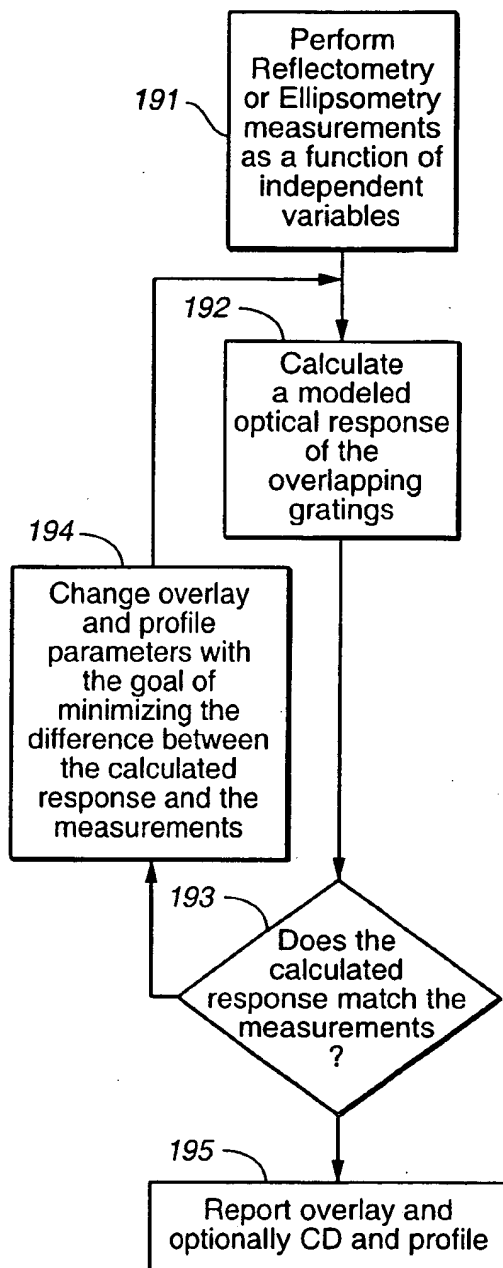 191
Perform
Reflectometry
or Ellipsometry
measurements
as a function of
independent
variables
192
Calculate
a modeled
optical response
of the
overlapping
gratings
194
Change overlay
and profile
parameters with
the goal of
minimizing the
difference between
the calculated
response and the
measurements
193
Does the
calculated
response match the
measurements
?
195
Report overlay and
optionally CD and profile